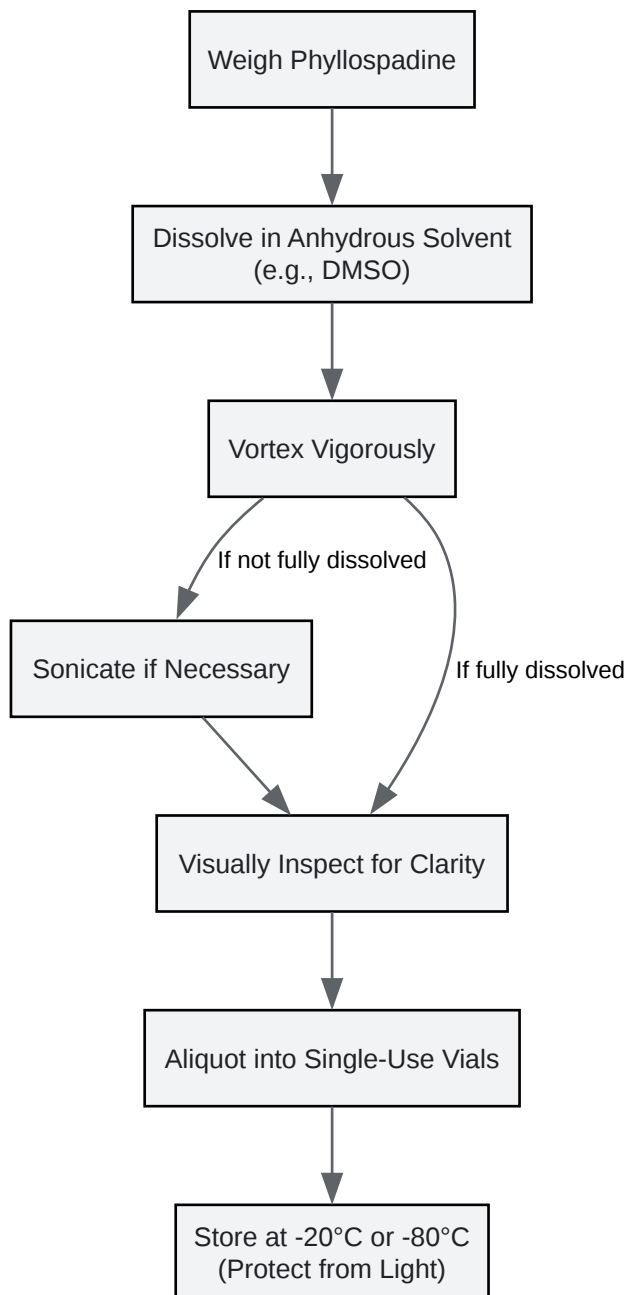 Weigh Phyllospadine
Dissolve in Anhydrous Solvent
(e.g., DMSO)
Vortex Vigorously
If not fully dissolved
Sonicate if Necessary
If fully dissolved
Visually Inspect for Clarity
Aliquot into Single-Use Vials
Store at -20°C or -80°C
(Protect from Light)